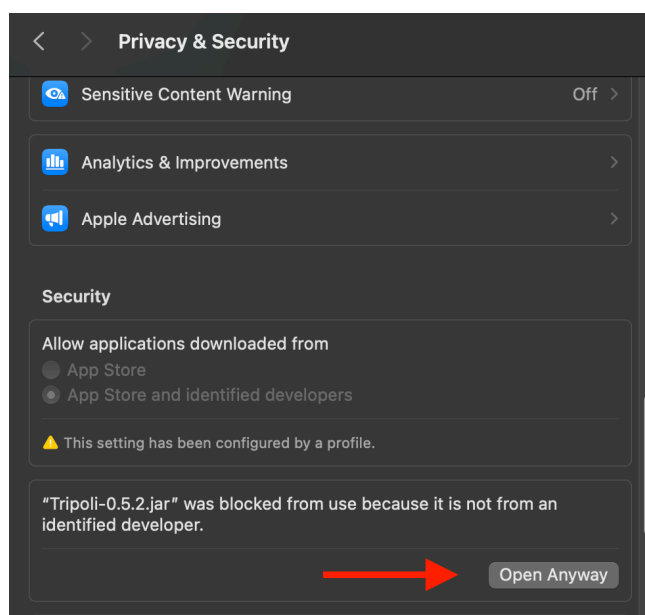 Privacy & Security
Sensitive Content Warning Off
Analytics & Improvements
Apple Advertising
Security
Allow applications downloaded from
App Store
App Store and identified developers
This setting has been configured by a profile.
“Tripoli-0.5.2.jar” was blocked from use because it is not from an
identified developer.
Open Anyway